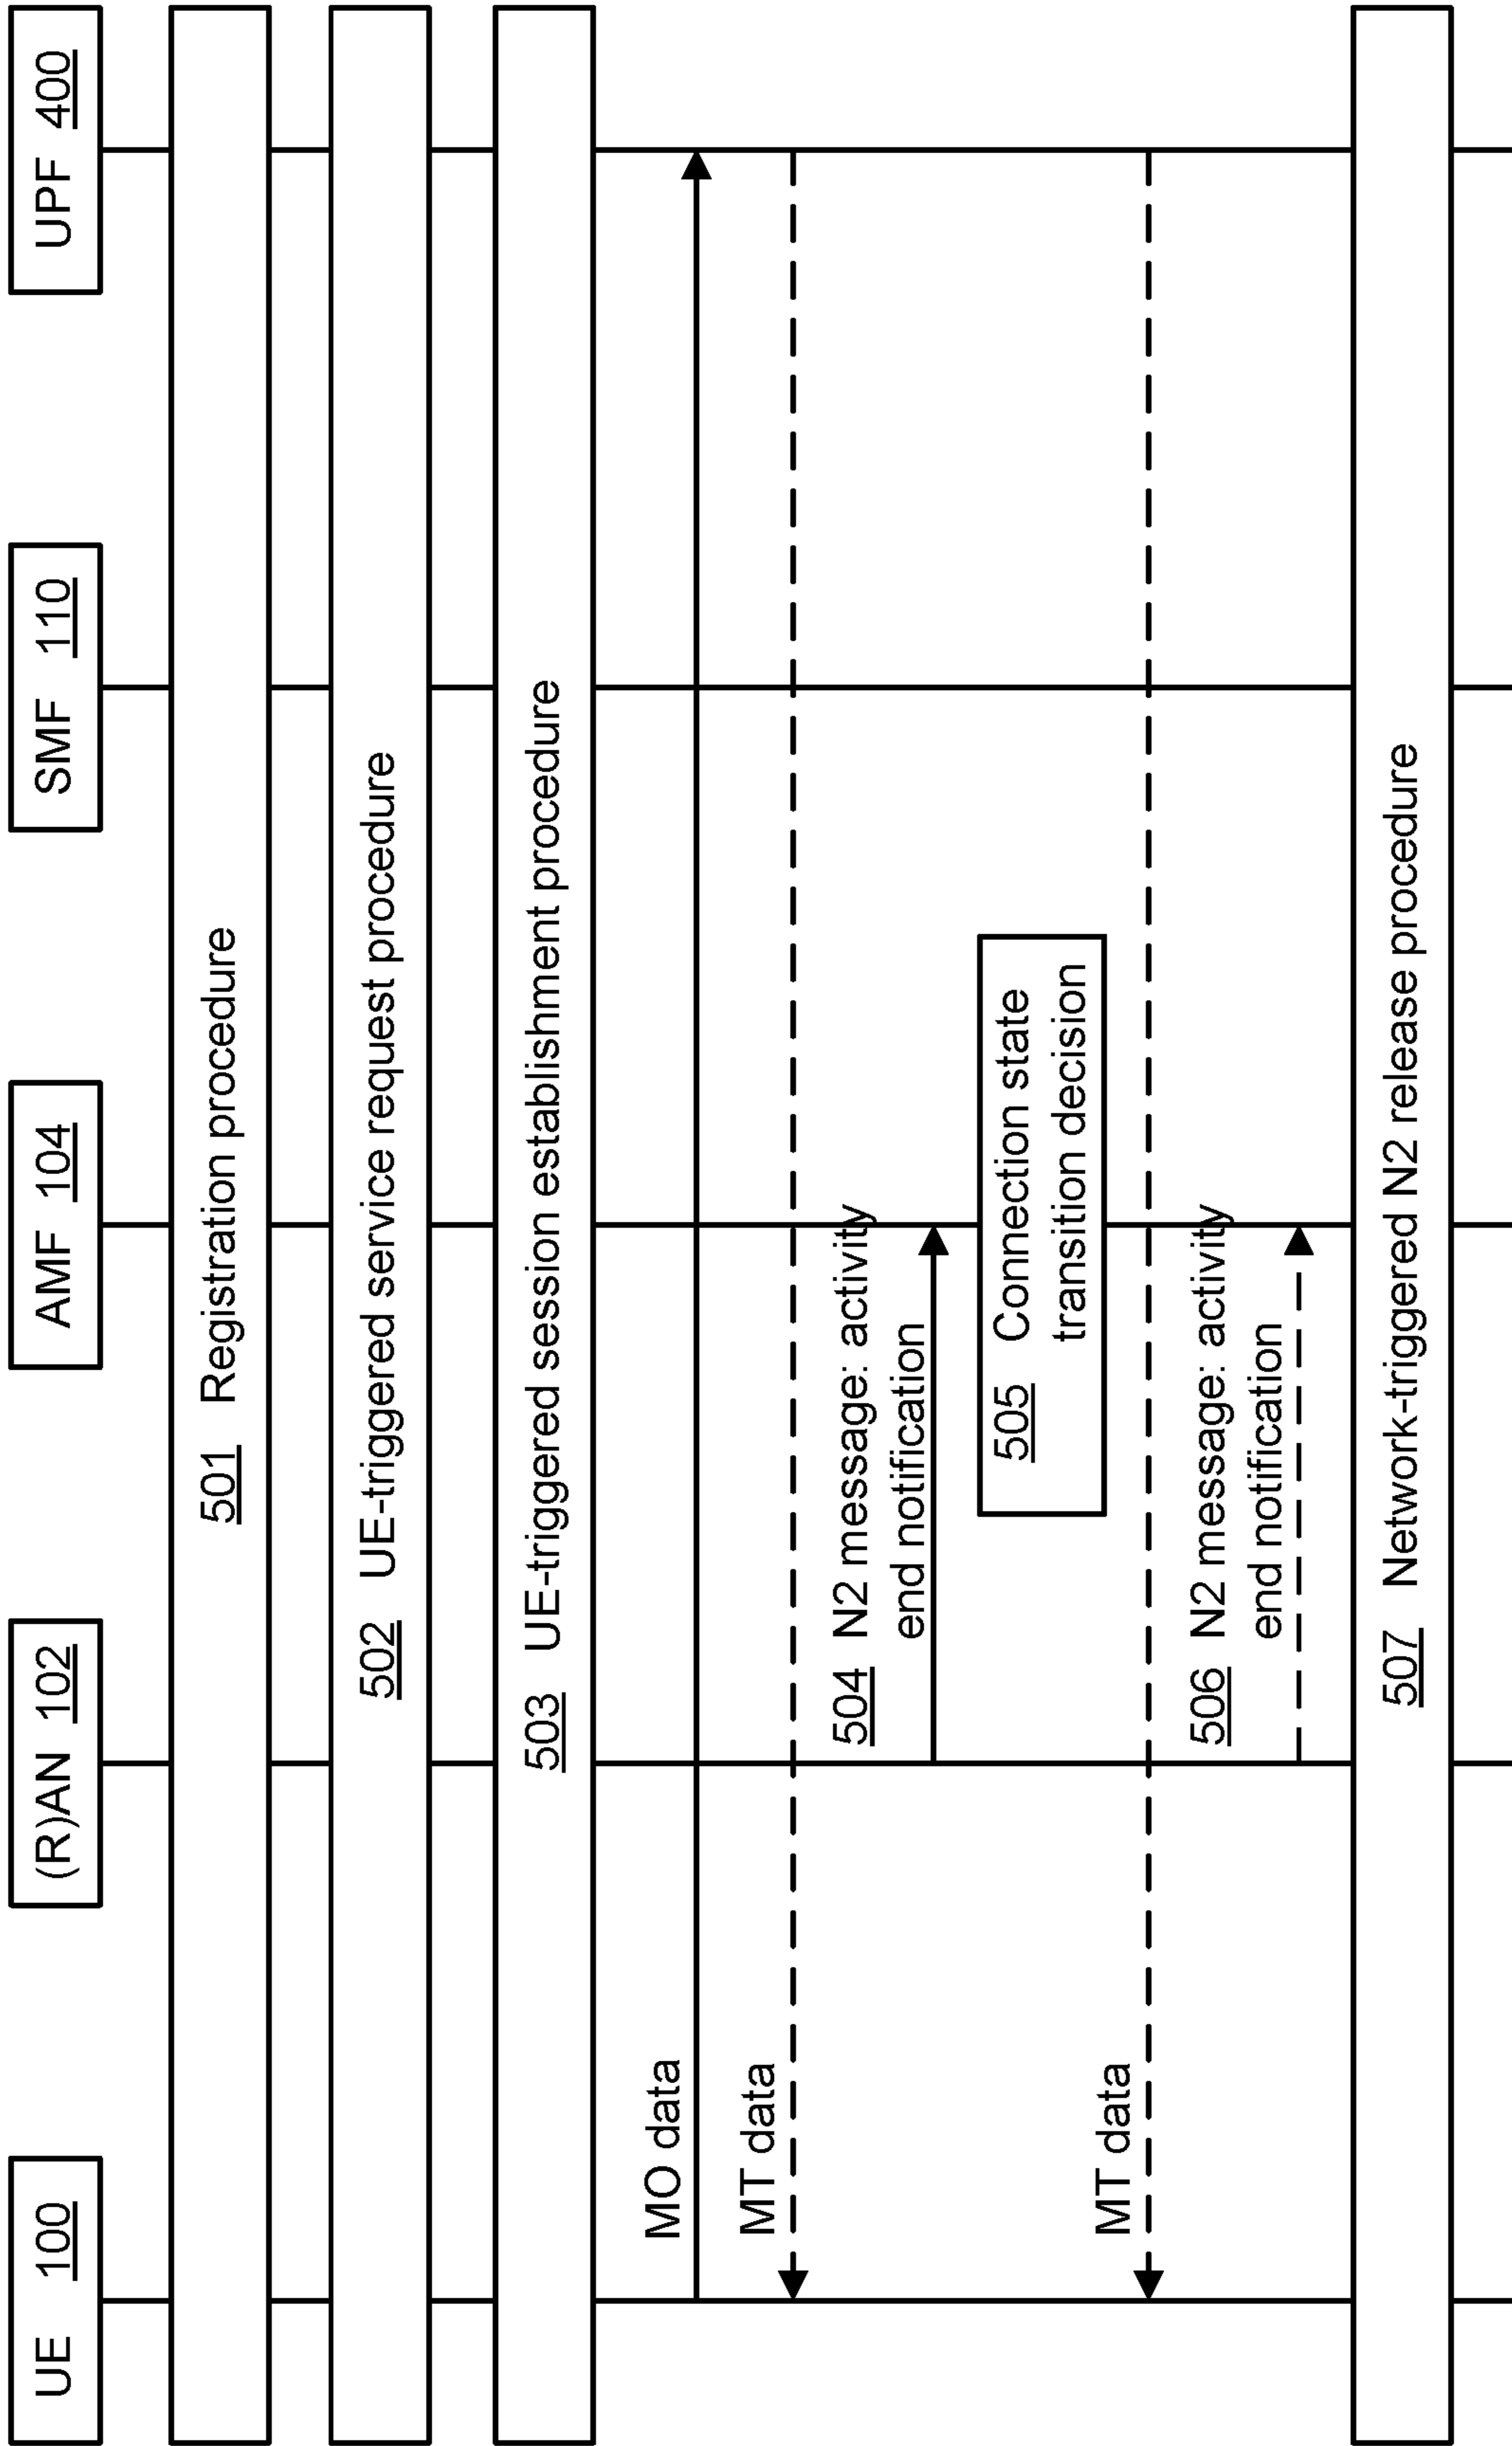 UE 100
(R)AN 102
AMF 104
SMF 110
UPF 400
501 Registration procedure
502 UE-triggered service request procedure
503 UE-triggered session establishment procedure
MO data
MT data
504 N2 message: activity
end notification
505 Connection state
transition decision
MT data
506 N2 message: activity
end notification
507 Network-triggered N2 release procedure